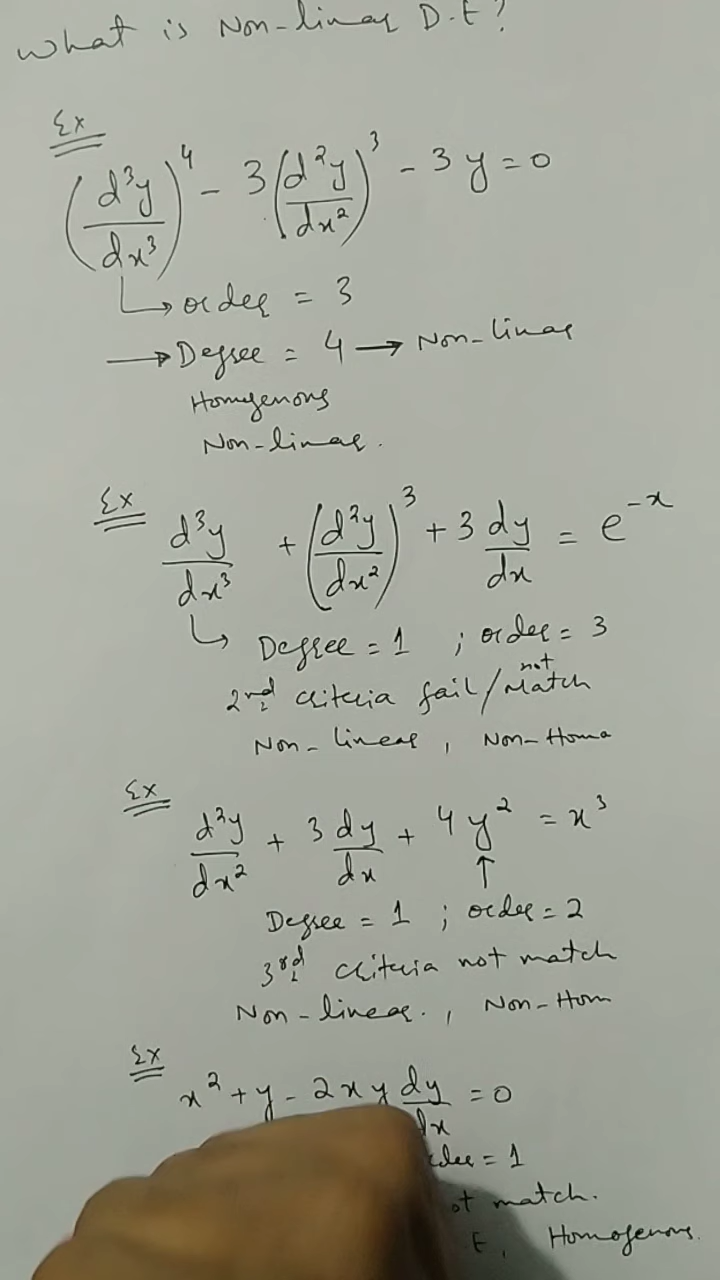 What is Non-linear D.E?
Ex
(d³y/dx³)⁴ - 3(d²y/dx²)³ - 3y = 0
↳ order = 3
→ Degree = 4 → Non-linear
Homogenous
Non-linear.
Ex
d³y/dx³ + (d²y/dx²)³ + 3 dy/dx = e^-x
↳ Degree = 1 ; order = 3
2nd criteria fail/not Match
Non-linear, Non-Homo
Ex
d²y/dx² + 3 dy/dx + 4y² = x³
↑
Degree = 1 ; order = 2
3rd criteria not match
Non-linear., Non-Hom
Ex
x² + y - 2xy dy/dx = 0
= 1
match.
E, Homogenous.